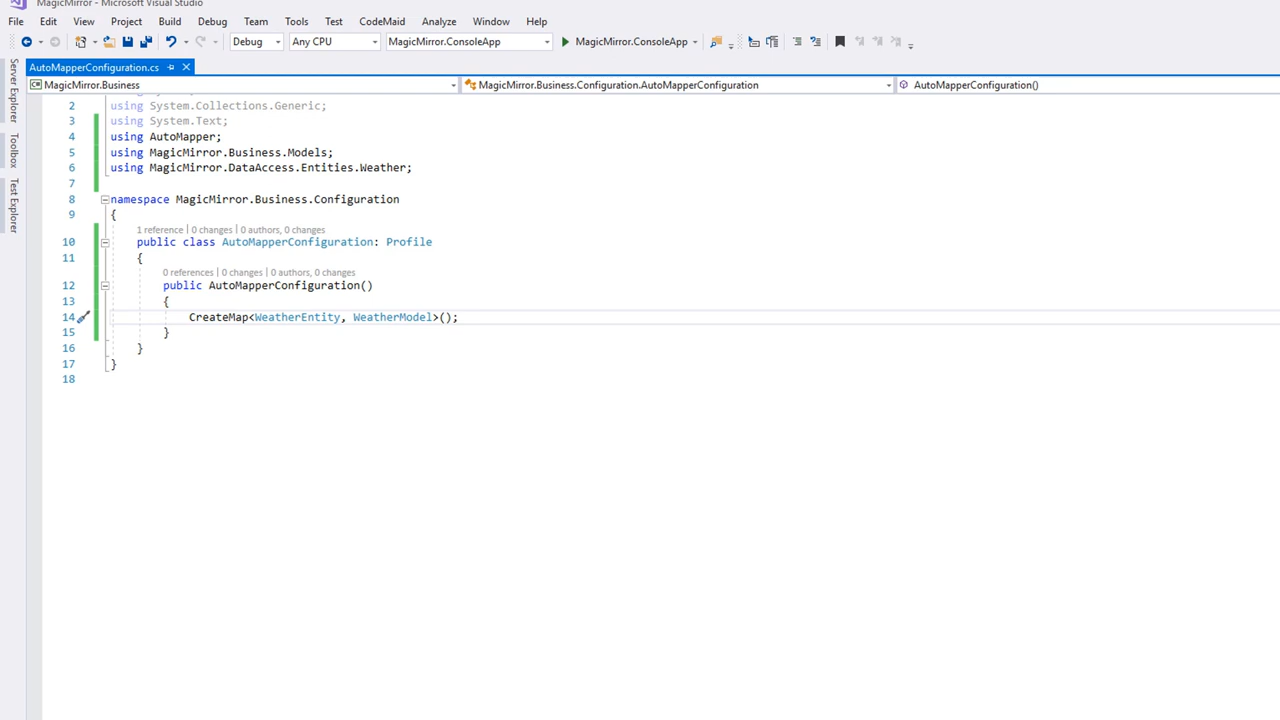 MagicMirror - Microsoft Visual Studio
File Edit View Project Build Debug Team Tools Test CodeMaid Analyze Window Help
Debug Any CPU MagicMirror.ConsoleApp MagicMirror.ConsoleApp
AutoMapperConfiguration.cs
MagicMirror.Business MagicMirror.Business.Configuration.AutoMapperConfiguration AutoMapperConfiguration()
Server Explorer
Toolbox
Test Explorer
2 using System.Collections.Generic;
3 using System.Text;
4 using AutoMapper;
5 using MagicMirror.Business.Models;
6 using MagicMirror.DataAccess.Entities.Weather;
7
8 namespace MagicMirror.Business.Configuration
9 {
1 reference | 0 changes | 0 authors, 0 changes
10 public class AutoMapperConfiguration: Profile
11 {
0 references | 0 changes | 0 authors, 0 changes
12 public AutoMapperConfiguration()
13 {
14 CreateMap<WeatherEntity, WeatherModel>();
15 }
16 }
17 }
18